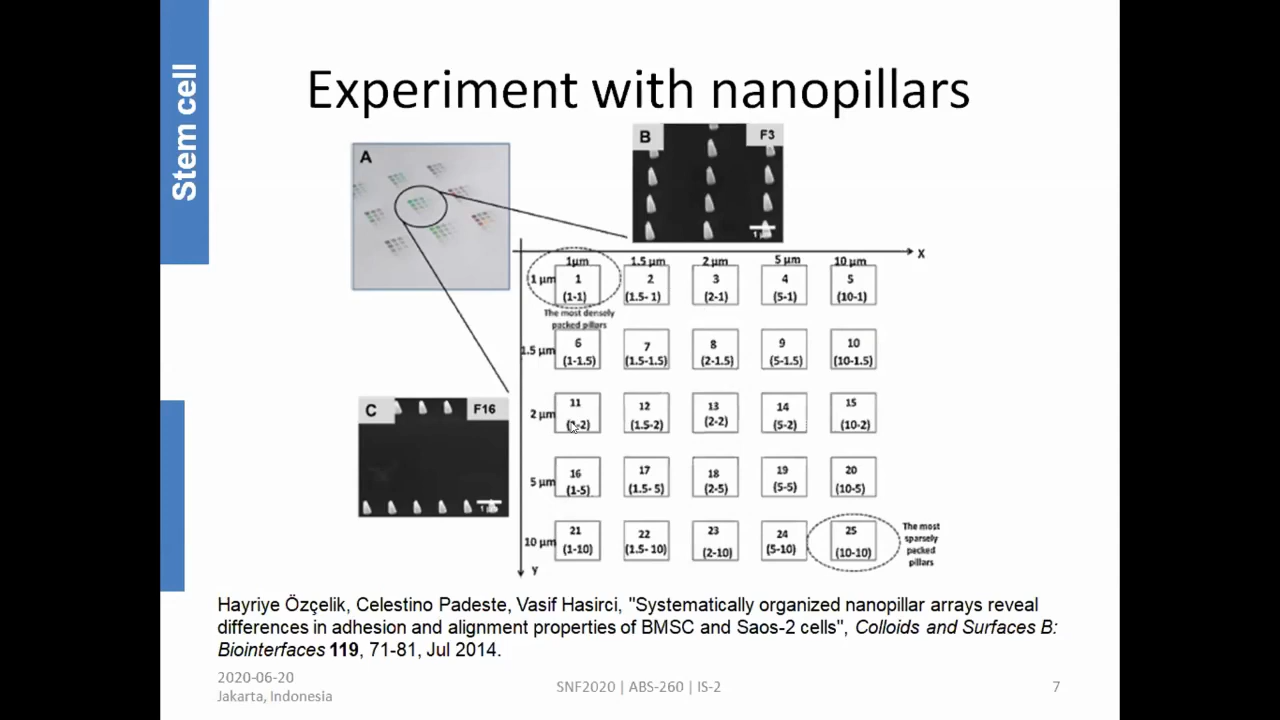 Stem cell
Experiment with nanopillars
A
B
F3
1 µm
X
1µm
1.5 µm
2 µm
5 µm
10 µm
1 µm
1
(1-1)
2
(1.5- 1)
3
(2-1)
4
(5-1)
5
(10-1)
The most densely
packed pillars
1.5 µm
6
(1-1.5)
7
(1.5-1.5)
8
(2-1.5)
9
(5-1.5)
10
(10-1.5)
C
F16
2 µm
11
12
(1.5-2)
13
(2-2)
14
(5-2)
15
(10-2)
5 µm
16
(1-5)
17
(1.5- 5)
18
(2-5)
19
(5-5)
20
(10-5)
10 µm
21
(1-10)
22
(1.5- 10)
23
(2-10)
24
(5-10)
25
(10-10)
The most
sparsely
packed
pillars
Y
Hayriye Özçelik, Celestino Padeste, Vasif Hasirci, "Systematically organized nanopillar arrays reveal
differences in adhesion and alignment properties of BMSC and Saos-2 cells", Colloids and Surfaces B:
Biointerfaces 119, 71-81, Jul 2014.
2020-06-20
Jakarta, Indonesia
SNF2020 | ABS-260 | IS-2
7